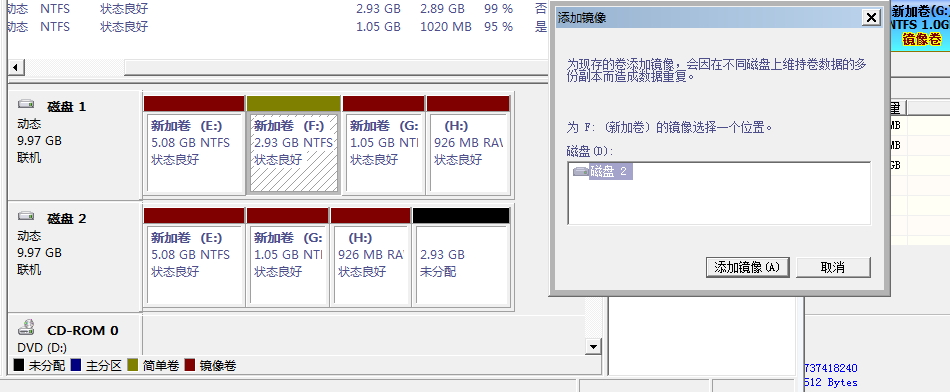 动态 NTFS 状态良好 2.93 GB 2.89 GB 99 % 否
动态 NTFS 状态良好 1.05 GB 1020 MB 95 % 是
磁盘 1
动态
9.97 GB
联机
新加卷 (E:)
5.08 GB NTFS
状态良好
新加卷 (F:)
2.93 GB NTFS
状态良好
新加卷 (G:
1.05 GB NTI
状态良好
(H:)
926 MB RAW
状态良好
磁盘 2
动态
9.97 GB
联机
新加卷 (E:)
5.08 GB NTFS
状态良好
新加卷 (G:
1.05 GB NTI
状态良好
(H:)
926 MB RAW
状态良好
2.93 GB
未分配
CD-ROM 0
DVD (D:)
未分配 主分区 简单卷 镜像卷
添加镜像
为现存的卷添加镜像，会因在不同磁盘上维持卷数据的多
份副本而造成数据重复。
为 F: (新加卷) 的镜像选择一个位置。
磁盘(D):
磁盘 2
添加镜像(A) 取消
新加卷(G:
NTFS 1.0G
镜像卷
量
MB
MB
GB
737418240
512 Bytes